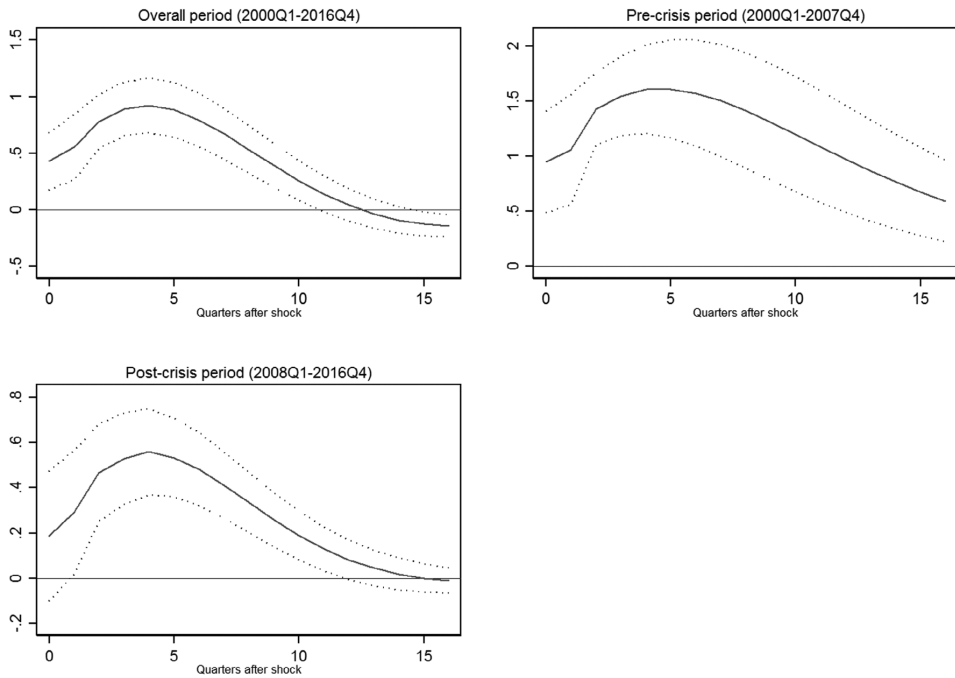 Overall period (2000Q1-2016Q4)
1.5
1
.5
0
-.5
0 5 10 15
Quarters after shock
Pre-crisis period (2000Q1-2007Q4)
2
1.5
1
.5
0
0 5 10 15
Quarters after shock
Post-crisis period (2008Q1-2016Q4)
.8
.6
.4
.2
0
-.2
0 5 10 15
Quarters after shock